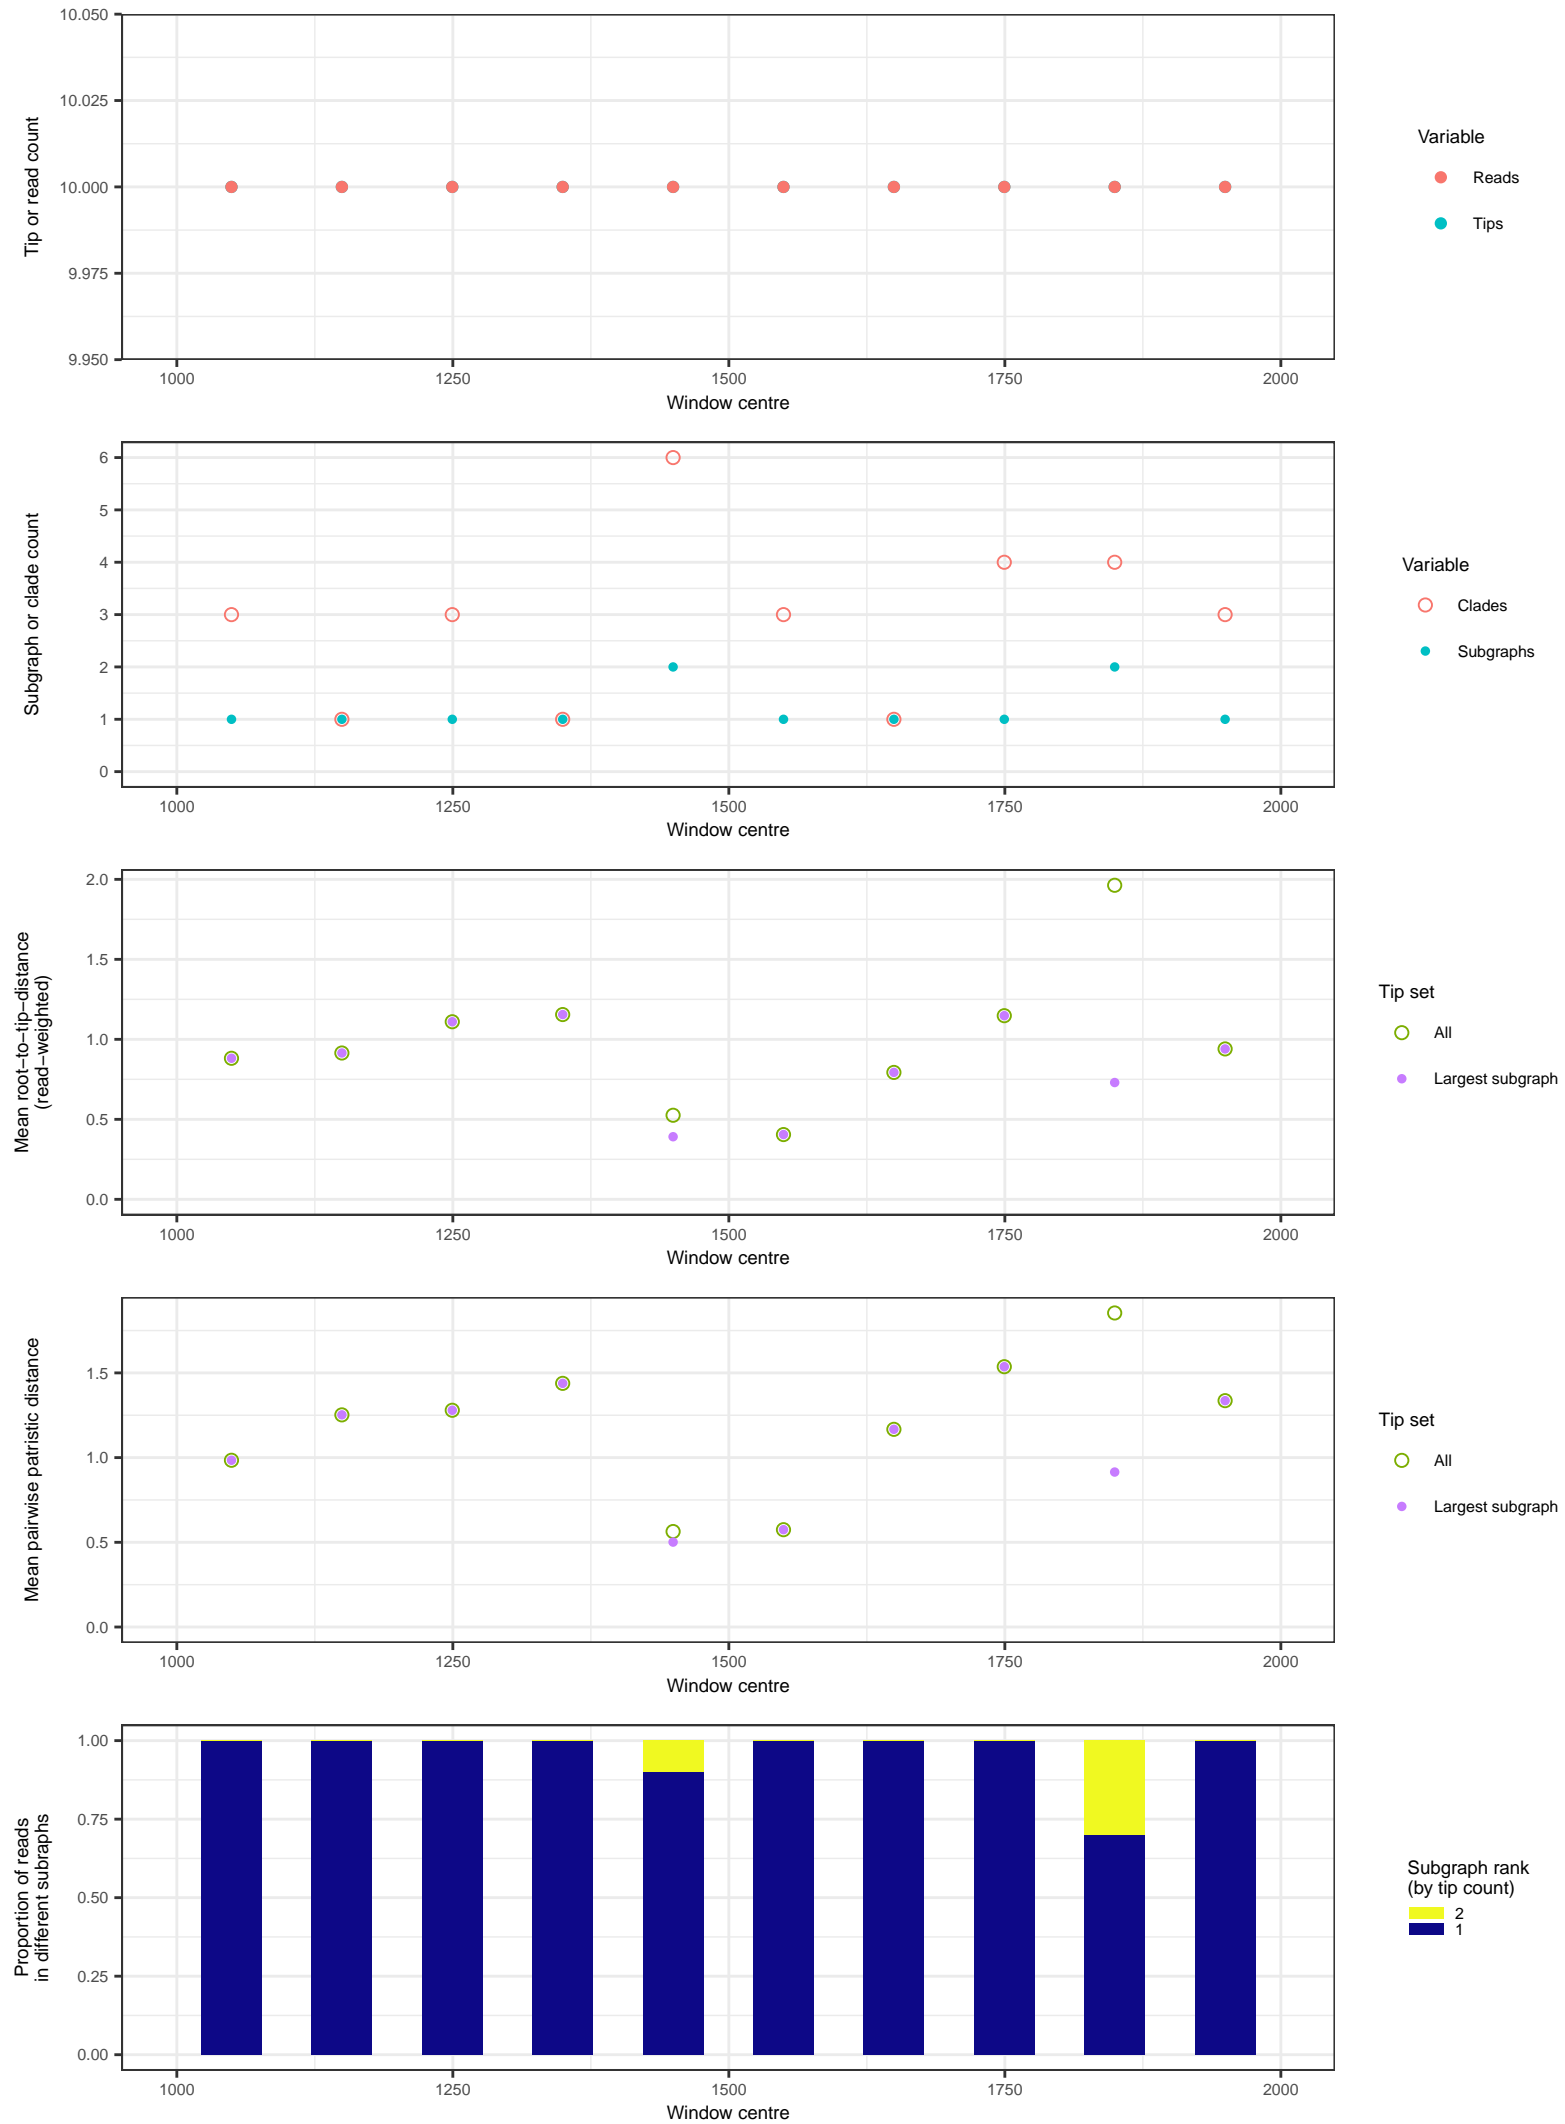 10.050
10.025
10.000
9.975
9.950
Tip or read count
1000 1250 1500 1750 2000
Window centre
Variable
Reads
Tips
6
5
4
3
2
1
0
Subgraph or clade count
1000 1250 1500 1750 2000
Window centre
Variable
Clades
Subgraphs
2.0
1.5
1.0
0.5
0.0
Mean root−to−tip−distance
(read−weighted)
1000 1250 1500 1750 2000
Window centre
Tip set
All
Largest subgraph
1.5
1.0
0.5
0.0
Mean pairwise patristic distance
1000 1250 1500 1750 2000
Window centre
Tip set
All
Largest subgraph
1.00
0.75
0.50
0.25
0.00
Proportion of reads
in different subraphs
1000 1250 1500 1750 2000
Window centre
Subgraph rank
(by tip count)
2
1